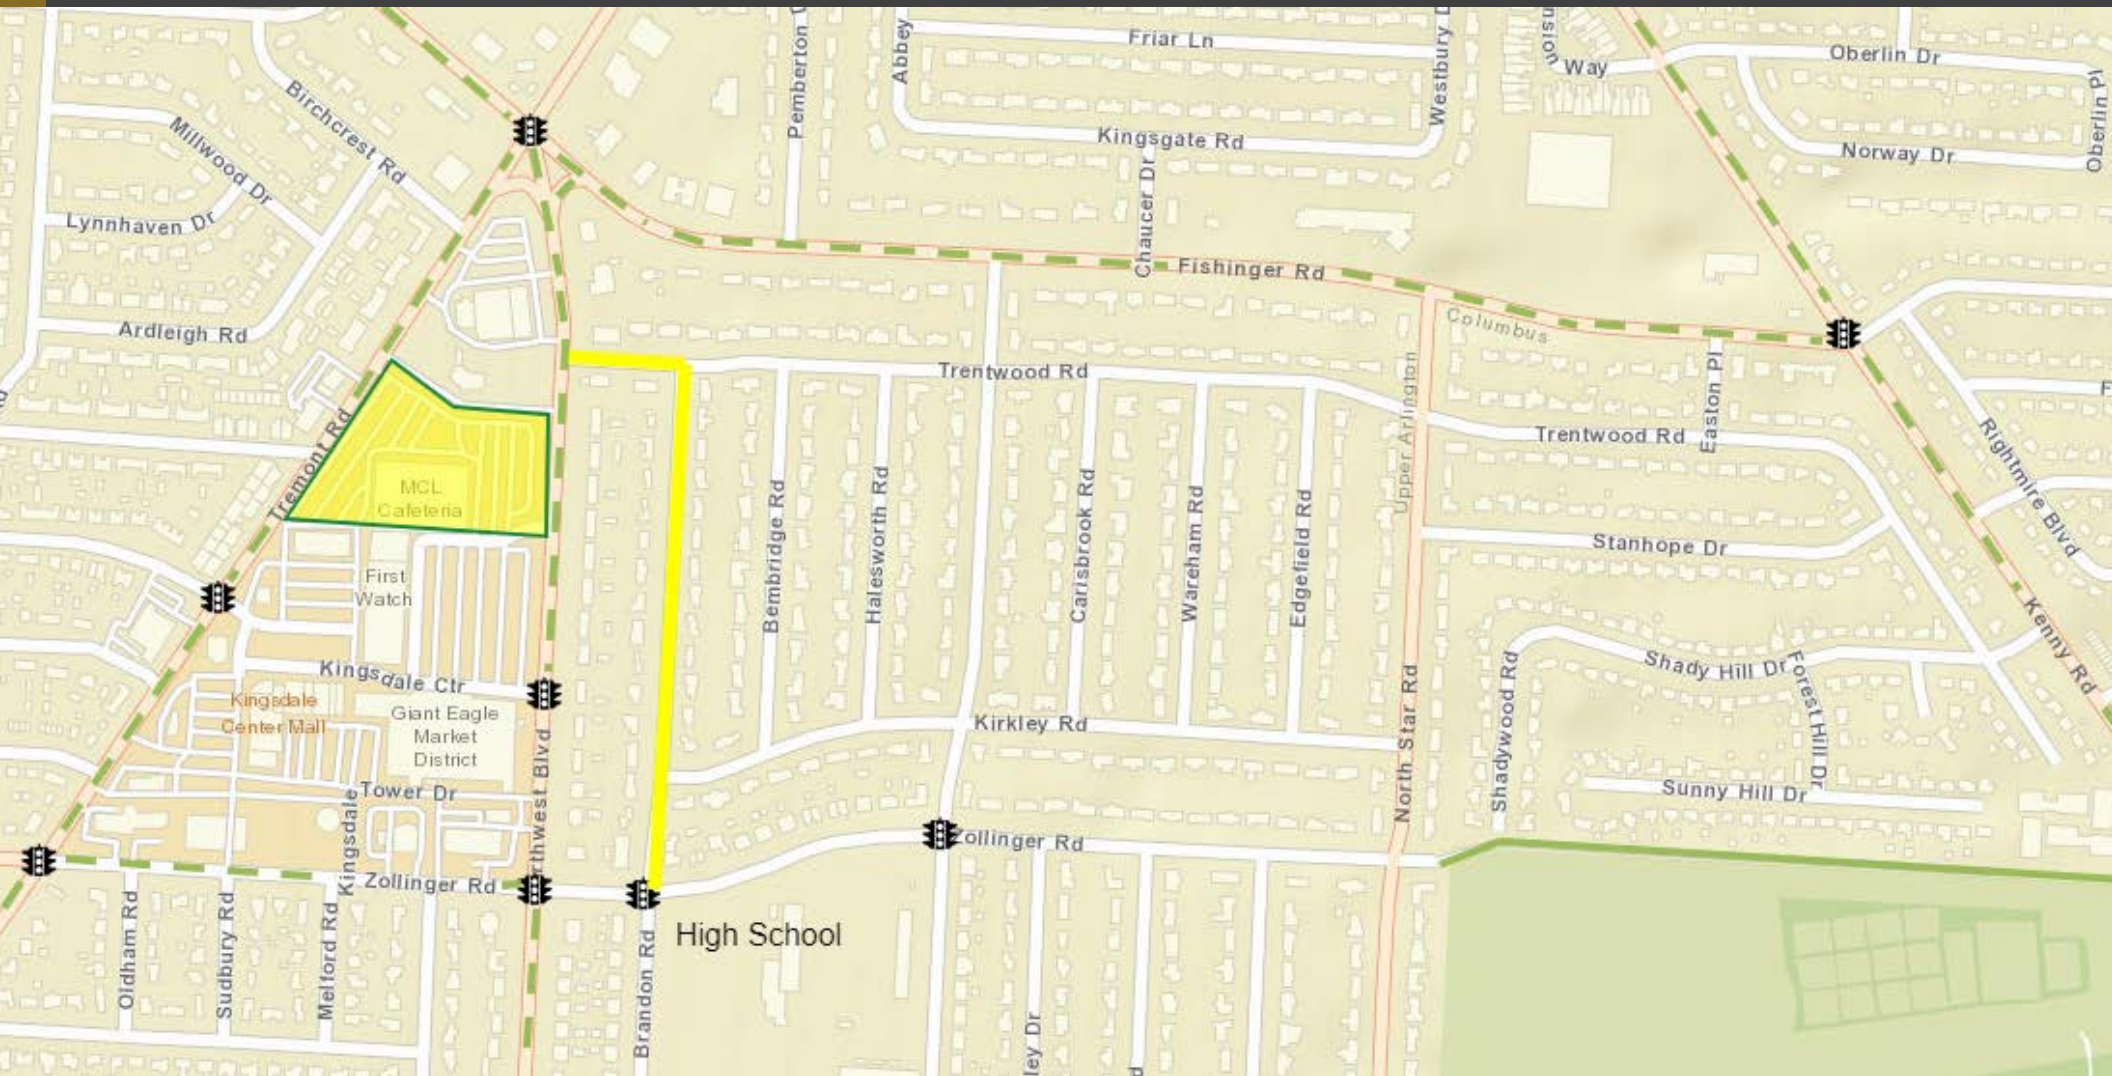 Friar Ln
Abbey
Pemberton
Westbury
Way
Oberlin Dr
Oberlin Pl
Birchcrest Rd
Millwood Dr
Kingsgate Rd
Norway Dr
Lynnhaven Dr
Chaucer Dr
Fishinger Rd
Columbus
Ardleigh Rd
Trentwood Rd
Easton Pl
Upper Arlington
Trentwood Rd
Rightmire Blvd
Tremont Rd
MCL
Cafeteria
Bembridge Rd
Halesworth Rd
Carisbrook Rd
Wareham Rd
Edgefield Rd
Stanhope Dr
First
Watch
Kenny Rd
Kingsdale Ctr
Shadywood Rd
Shady Hill Dr
Forest Hill Dr
Kingsdale
Center Mall
Giant Eagle
Market
District
Kirkley Rd
North Star Rd
Tower Dr
Sunny Hill Dr
Kingsdale
rthwest Blvd
Zollinger Rd
Zollinger Rd
High School
Oldham Rd
Sudbury Rd
Melford Rd
Brandon Rd
ley Dr